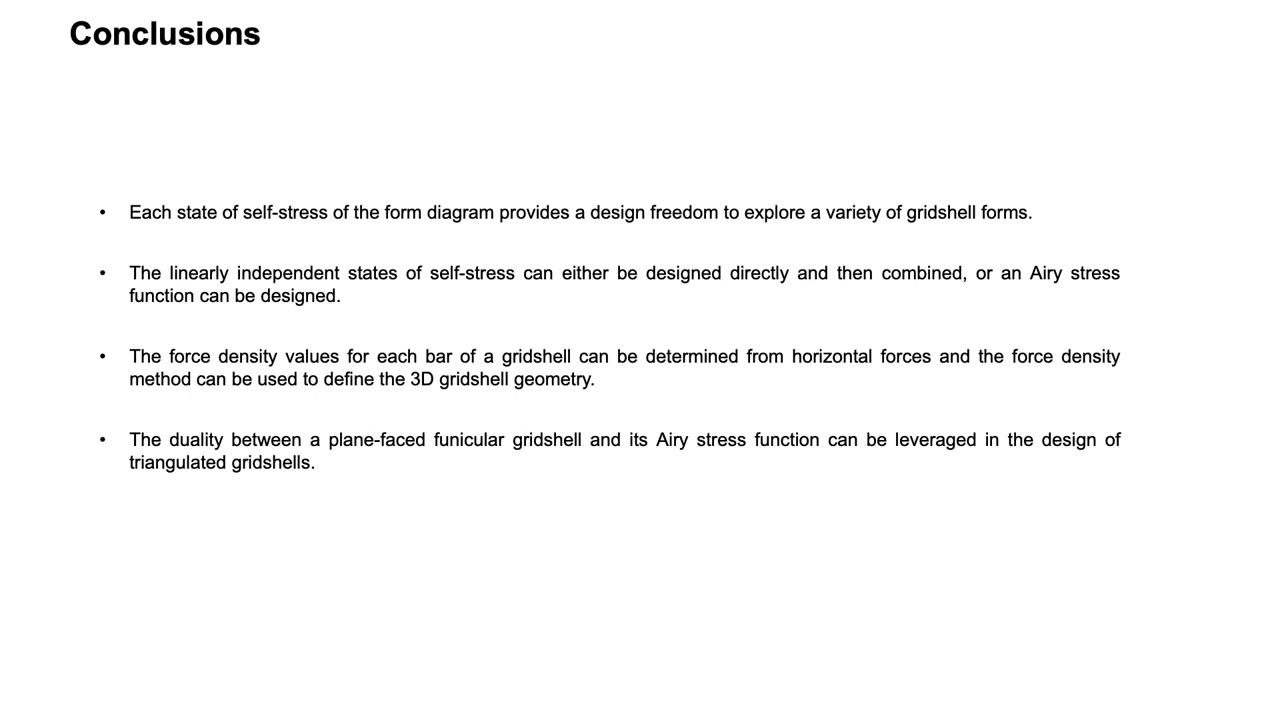 Conclusions
• Each state of self-stress of the form diagram provides a design freedom to explore a variety of gridshell forms.
• The linearly independent states of self-stress can either be designed directly and then combined, or an Airy stress
function can be designed.
• The force density values for each bar of a gridshell can be determined from horizontal forces and the force density
method can be used to define the 3D gridshell geometry.
• The duality between a plane-faced funicular gridshell and its Airy stress function can be leveraged in the design of
triangulated gridshells.